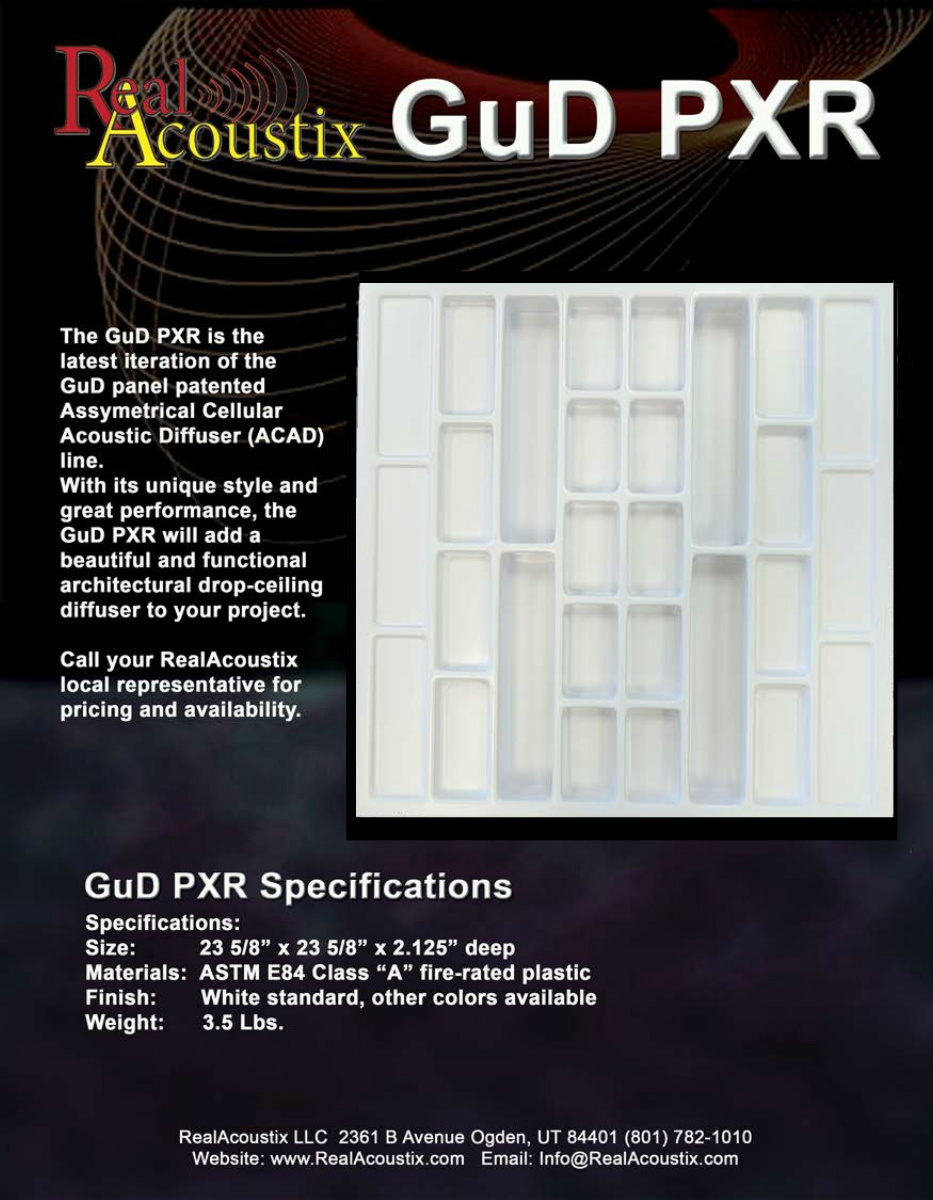 Real
Acoustix
GuD PXR
The GuD PXR is the
latest iteration of the
GuD panel patented
Assymetrical Cellular
Acoustic Diffuser (ACAD)
line.
With its unique style and
great performance, the
GuD PXR will add a
beautiful and functional
architectural drop-ceiling
diffuser to your project.
Call your RealAcoustix
local representative for
pricing and availability.
GuD PXR Specifications
Specifications:
Size: 23 5/8” x 23 5/8” x 2.125” deep
Materials: ASTM E84 Class “A” fire-rated plastic
Finish: White standard, other colors available
Weight: 3.5 Lbs.
RealAcoustix LLC 2361 B Avenue Ogden, UT 84401 (801) 782-1010
Website: www.RealAcoustix.com Email: Info@RealAcoustix.com